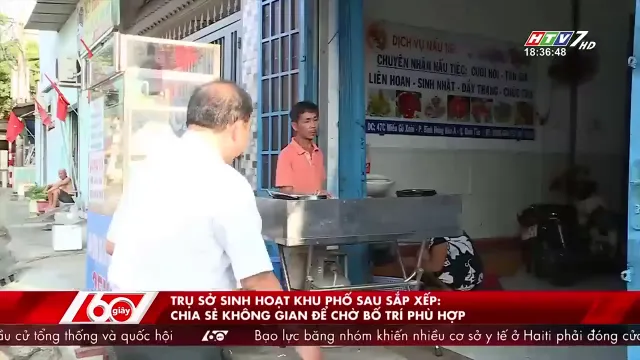 HTV7 HD
18:36:48
DỊCH VỤ NẤU
CHUYÊN NHẬN NẤU TIỆC: CƯỚI HỎI - TÂN GIA
LIÊN HOAN - SINH NHẬT - ĐẦY THÁNG -
60 giây
TRỤ SỞ SINH HOẠT KHU PHỐ SAU SẮP XẾP:
CHIA SẺ KHÔNG GIAN ĐỂ CHỜ BỐ TRÍ PHÙ HỢP
ầu cử tổng thống và quốc hội 60giây Bạo lực băng nhóm khiến nhiều cơ sở y tế ở Haiti phải đóng cửa